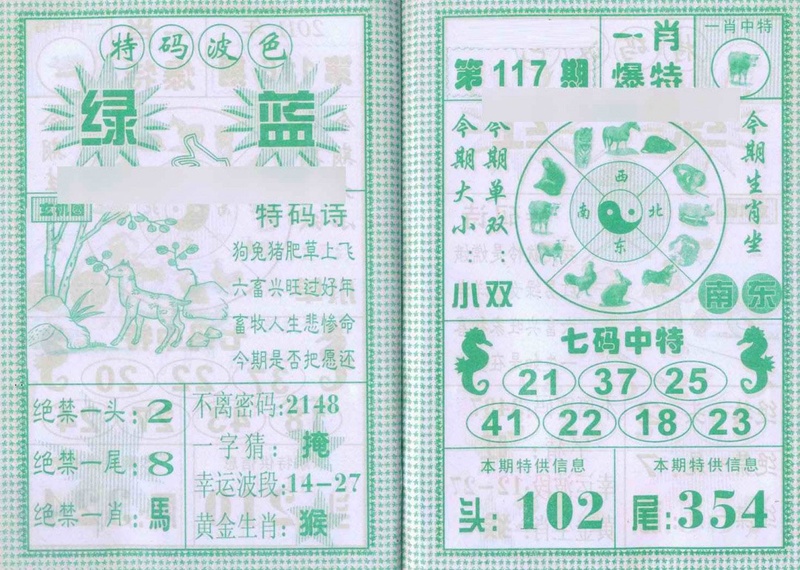 特码波色
绿 蓝
玄机图
特码诗
狗兔猪肥草上飞
六畜兴旺过好年
畜牧人生悲惨命
今期是否把愿还
绝禁一头:2
绝禁一尾:8
绝禁一肖:馬
不离密码:2148
一字猜:掩
幸运波段:14-27
黄金生肖:猴
第117期
一肖
爆特
一肖中特
今期大小:小
今期单双:双
西
南 北
东
今期生肖坐
南 东
七码中特
21 37 25
41 22 18 23
本期特供信息
头:102
本期特供信息
尾:354